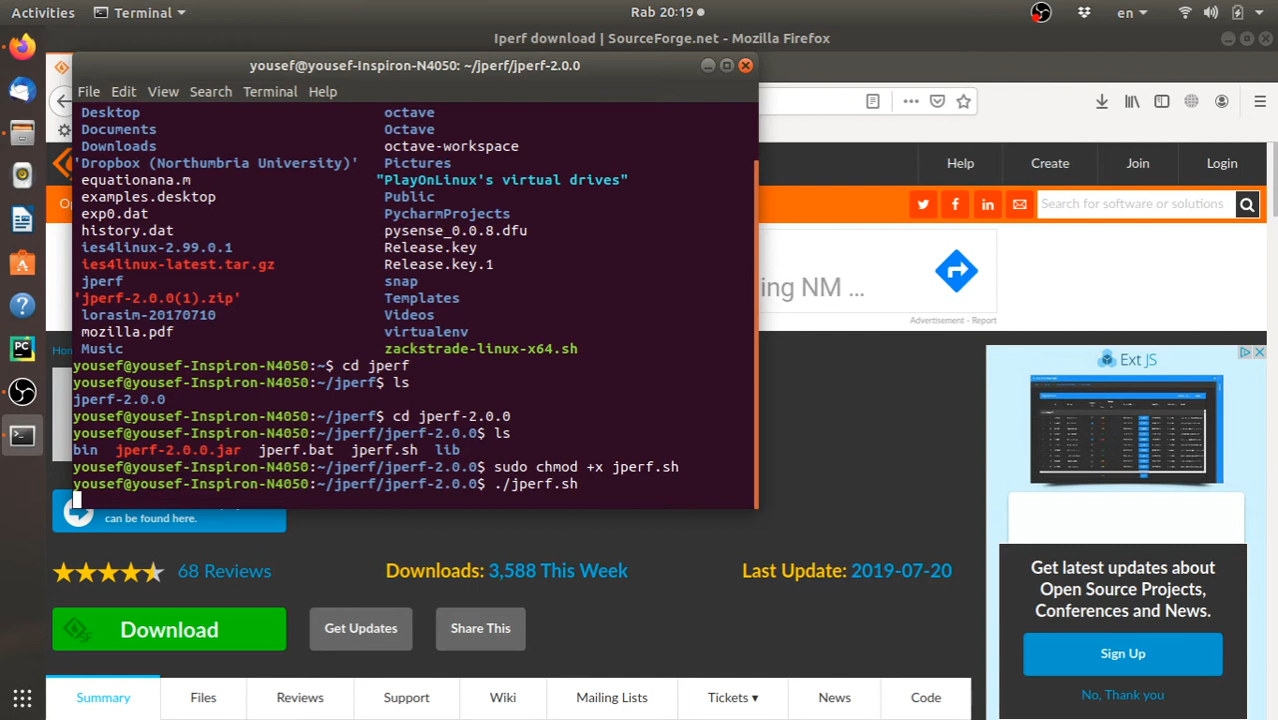 Activities
Terminal
Rab 20:19
en
Iperf download | SourceForge.net - Mozilla Firefox
yousef@yousef-Inspiron-N4050: ~/jperf/jperf-2.0.0
File Edit View Search Terminal Help
Desktop octave
Documents Octave
Downloads octave-workspace
'Dropbox (Northumbria University)' Pictures
equationana.m "PlayOnLinux's virtual drives"
examples.desktop Public
exp0.dat PycharmProjects
history.dat pysense_0.0.8.dfu
ies4linux-2.99.0.1 Release.key
ies4linux-latest.tar.gz Release.key.1
jperf snap
'jperf-2.0.0(1).zip' Templates
lorasim-20170710 Videos
mozilla.pdf virtualenv
Music zackstrade-linux-x64.sh
yousef@yousef-Inspiron-N4050:~$ cd jperf
yousef@yousef-Inspiron-N4050:~/jperf$ ls
jperf-2.0.0
yousef@yousef-Inspiron-N4050:~/jperf$ cd jperf-2.0.0
yousef@yousef-Inspiron-N4050:~/jperf/jperf-2.0.0$ ls
bin jperf-2.0.0.jar jperf.bat jperf.sh lib
yousef@yousef-Inspiron-N4050:~/jperf/jperf-2.0.0$ sudo chmod +x jperf.sh
yousef@yousef-Inspiron-N4050:~/jperf/jperf-2.0.0$ ./jperf.sh
Help Create Join Login
Search for software or solutions
ing NM ...
Advertisement - Report
Ext JS
can be found here.
68 Reviews
Downloads: 3,588 This Week
Last Update: 2019-07-20
Download
Get Updates
Share This
Get latest updates about
Open Source Projects,
Conferences and News.
Sign Up
No, Thank you
Summary Files Reviews Support Wiki Mailing Lists Tickets ▾ News Code